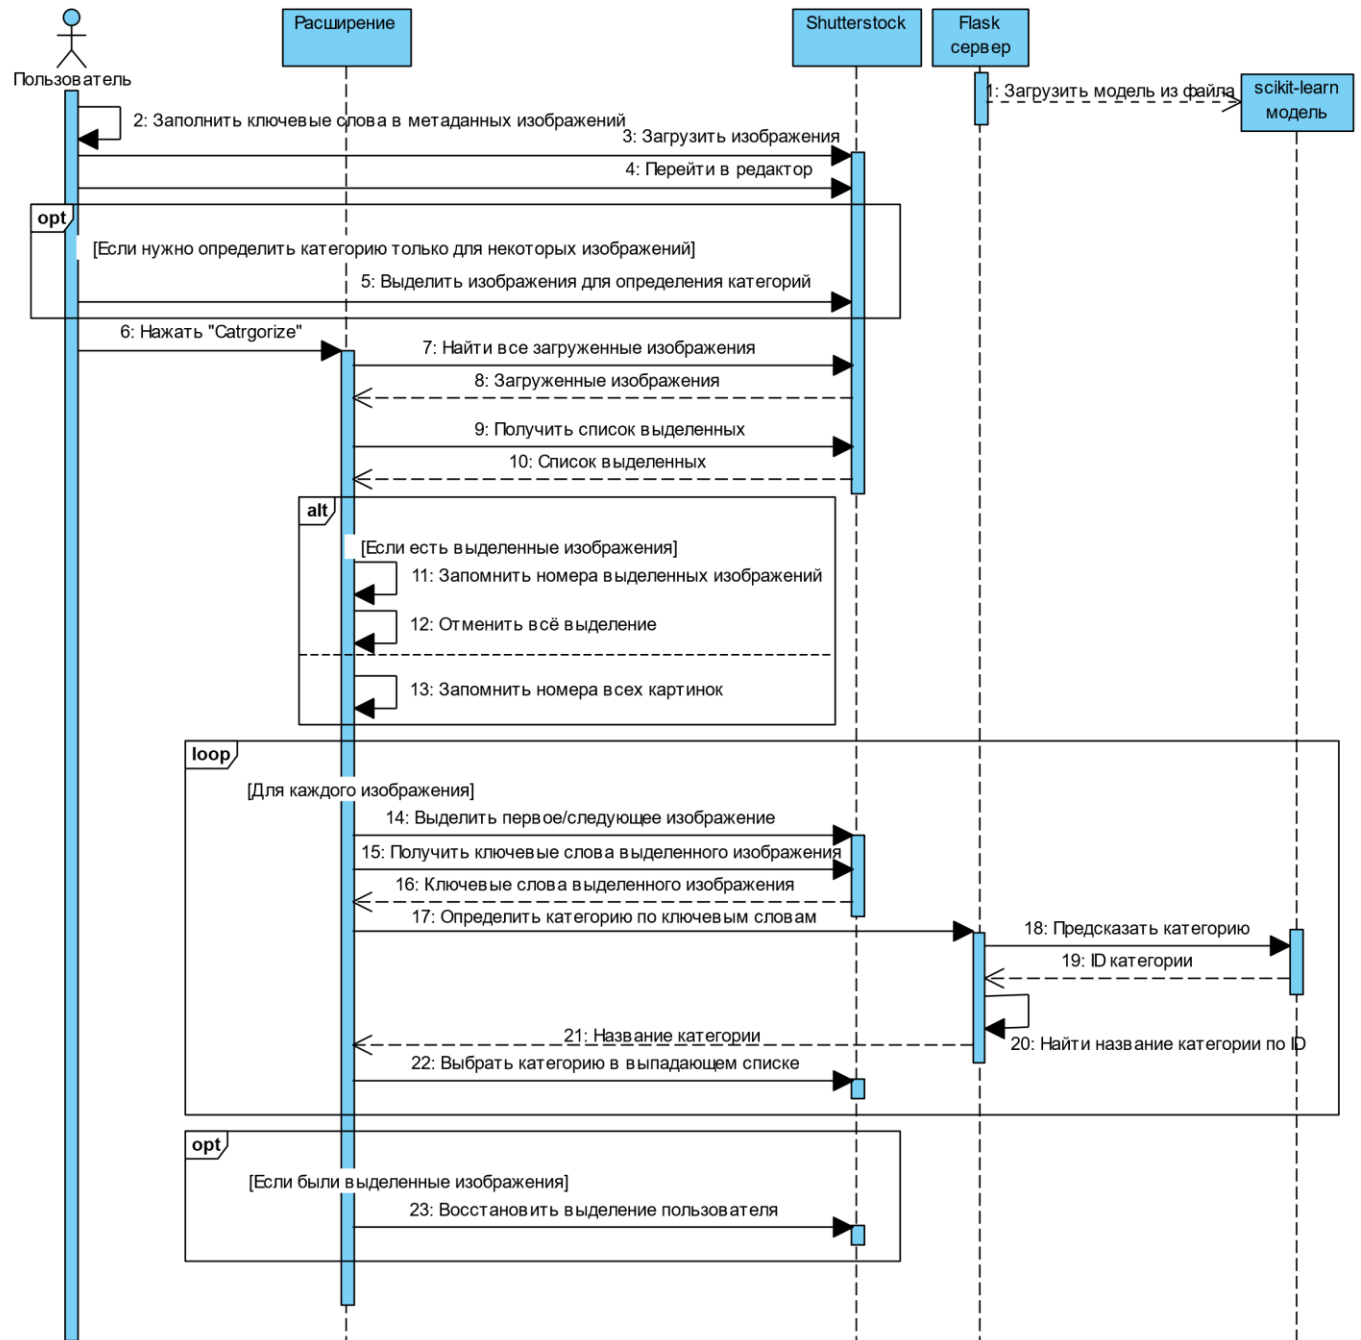 Пользователь
Расширение
Shutterstock
Flask
сервер
scikit-learn
модель
1: Загрузить модель из файла
2: Заполнить ключевые слова в метаданных изображений
3: Загрузить изображения
4: Перейти в редактор
opt
[Если нужно определить категорию только для некоторых изображений]
5: Выделить изображения для определения категорий
6: Нажать "Catrgorize"
7: Найти все загруженные изображения
8: Загруженные изображения
9: Получить список выделенных
10: Список выделенных
alt
[Если есть выделенные изображения]
11: Запомнить номера выделенных изображений
12: Отменить всё выделение
13: Запомнить номера всех картинок
loop
[Для каждого изображения]
14: Выделить первое/следующее изображение
15: Получить ключевые слова выделенного изображения
16: Ключевые слова выделенного изображения
17: Определить категорию по ключевым словам
18: Предсказать категорию
19: ID категории
20: Найти название категории по ID
21: Название категории
22: Выбрать категорию в выпадающем списке
opt
[Если были выделенные изображения]
23: Восстановить выделение пользователя